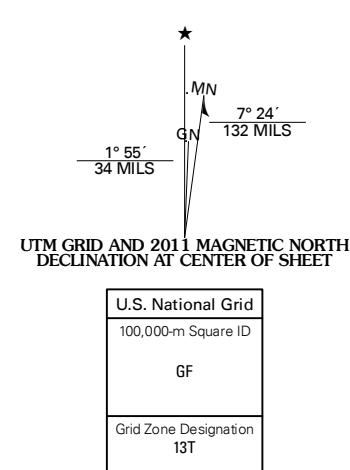 ★
MN
7° 24´
132 MILS
GN
1° 55´
34 MILS
UTM GRID AND 2011 MAGNETIC NORTH
DECLINATION AT CENTER OF SHEET
U.S. National Grid
100,000-m Square ID
GF
Grid Zone Designation
13T